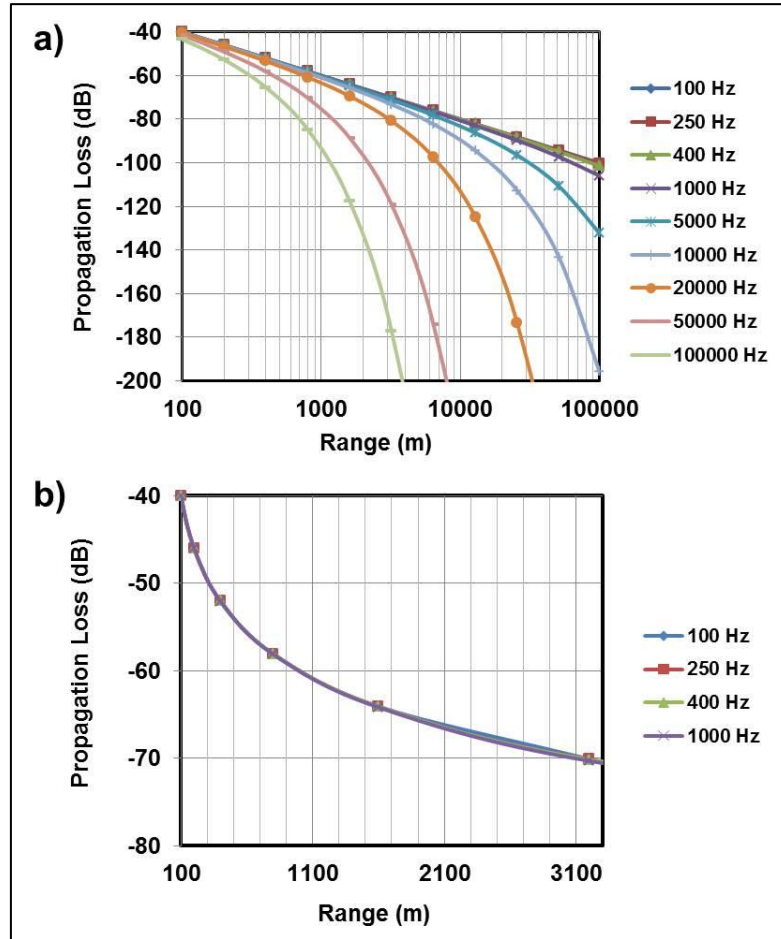 a)
Propagation Loss (dB)
-40
-60
-80
-100
-120
-140
-160
-180
-200
100
1000
10000
100000
Range (m)
100 Hz
250 Hz
400 Hz
1000 Hz
5000 Hz
10000 Hz
20000 Hz
50000 Hz
100000 Hz
b)
Propagation Loss (dB)
-40
-50
-60
-70
-80
100
1100
2100
3100
Range (m)
100 Hz
250 Hz
400 Hz
1000 Hz